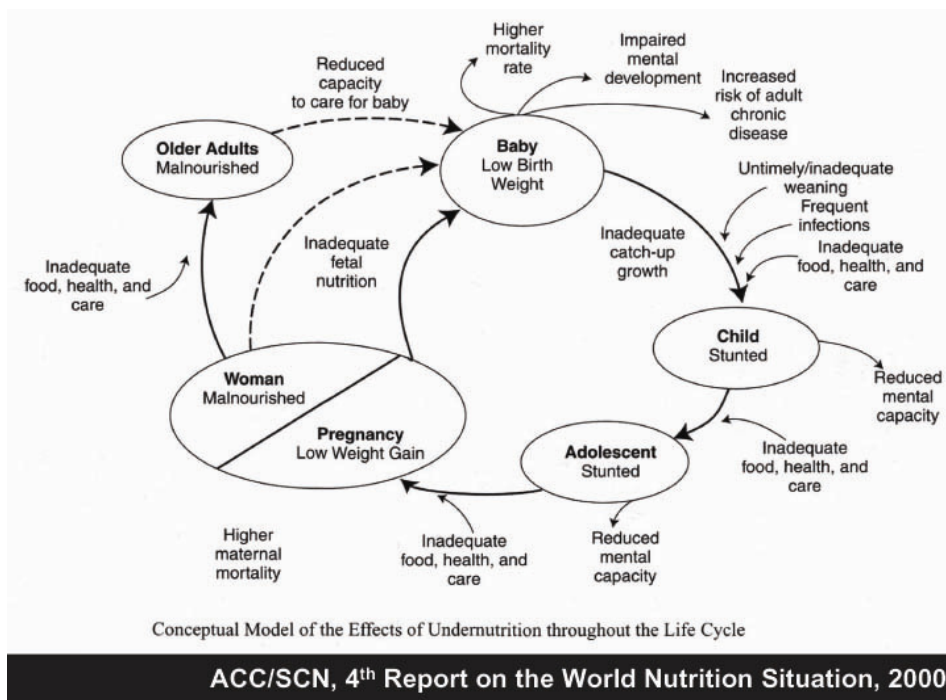 Higher
mortality
rate
Impaired
mental
development
Increased
risk of adult
chronic
disease
Reduced
capacity
to care for baby
Older Adults
Malnourished
Baby
Low Birth
Weight
Untimely/inadequate
weaning
Frequent
infections
Inadequate
food, health, and
care
Inadequate
catch-up
growth
Inadequate
fetal
nutrition
Inadequate
food, health, and
care
Child
Stunted
Reduced
mental
capacity
Woman
Malnourished
Pregnancy
Low Weight Gain
Adolescent
Stunted
Inadequate
food, health, and
care
Higher
maternal
mortality
Inadequate
food, health, and
care
Reduced
mental
capacity
Conceptual Model of the Effects of Undernutrition throughout the Life Cycle
ACC/SCN, 4th Report on the World Nutrition Situation, 2000